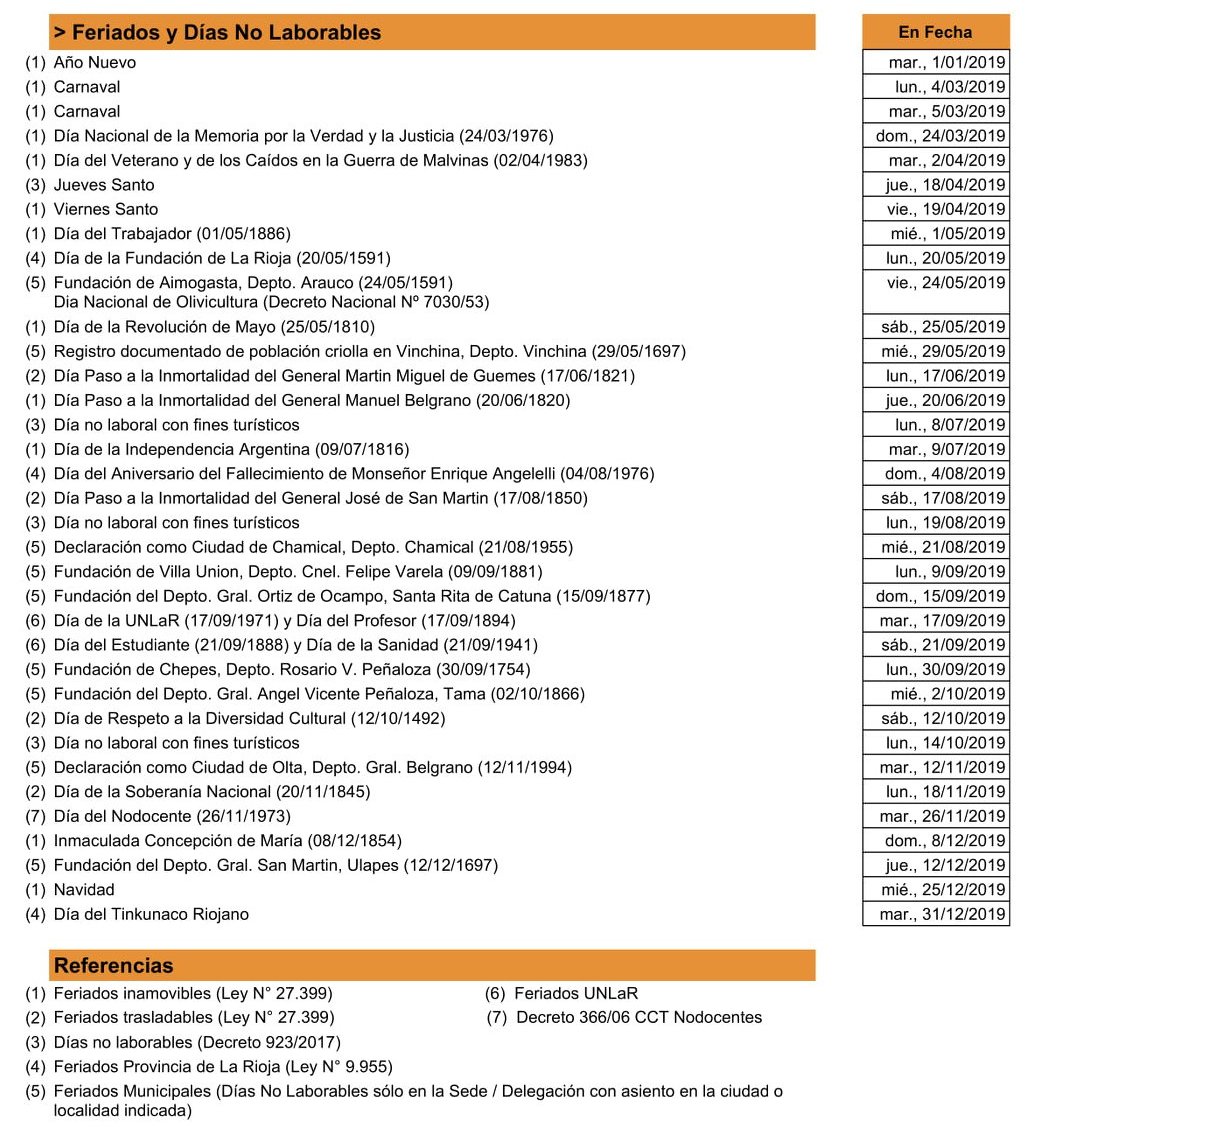 > Feriados y Días No Laborables En Fecha
(1) Año Nuevo mar., 1/01/2019
(1) Carnaval lun., 4/03/2019
(1) Carnaval mar., 5/03/2019
(1) Día Nacional de la Memoria por la Verdad y la Justicia (24/03/1976) dom., 24/03/2019
(1) Día del Veterano y de los Caídos en la Guerra de Malvinas (02/04/1983) mar., 2/04/2019
(3) Jueves Santo jue., 18/04/2019
(1) Viernes Santo vie., 19/04/2019
(1) Día del Trabajador (01/05/1886) mié., 1/05/2019
(4) Día de la Fundación de La Rioja (20/05/1591) lun., 20/05/2019
(5) Fundación de Aimogasta, Depto. Arauco (24/05/1591) vie., 24/05/2019
Dia Nacional de Olivicultura (Decreto Nacional Nº 7030/53)
(1) Día de la Revolución de Mayo (25/05/1810) sáb., 25/05/2019
(5) Registro documentado de población criolla en Vinchina, Depto. Vinchina (29/05/1697) mié., 29/05/2019
(2) Día Paso a la Inmortalidad del General Martin Miguel de Guemes (17/06/1821) lun., 17/06/2019
(1) Día Paso a la Inmortalidad del General Manuel Belgrano (20/06/1820) jue., 20/06/2019
(3) Día no laboral con fines turísticos lun., 8/07/2019
(1) Día de la Independencia Argentina (09/07/1816) mar., 9/07/2019
(4) Día del Aniversario del Fallecimiento de Monseñor Enrique Angelelli (04/08/1976) dom., 4/08/2019
(2) Día Paso a la Inmortalidad del General José de San Martin (17/08/1850) sáb., 17/08/2019
(3) Día no laboral con fines turísticos lun., 19/08/2019
(5) Declaración como Ciudad de Chamical, Depto. Chamical (21/08/1955) mié., 21/08/2019
(5) Fundación de Villa Union, Depto. Cnel. Felipe Varela (09/09/1881) lun., 9/09/2019
(5) Fundación del Depto. Gral. Ortiz de Ocampo, Santa Rita de Catuna (15/09/1877) dom., 15/09/2019
(6) Día de la UNLaR (17/09/1971) y Día del Profesor (17/09/1894) mar., 17/09/2019
(6) Día del Estudiante (21/09/1888) y Día de la Sanidad (21/09/1941) sáb., 21/09/2019
(5) Fundación de Chepes, Depto. Rosario V. Peñaloza (30/09/1754) lun., 30/09/2019
(5) Fundación del Depto. Gral. Angel Vicente Peñaloza, Tama (02/10/1866) mié., 2/10/2019
(2) Día de Respeto a la Diversidad Cultural (12/10/1492) sáb., 12/10/2019
(3) Día no laboral con fines turísticos lun., 14/10/2019
(5) Declaración como Ciudad de Olta, Depto. Gral. Belgrano (12/11/1994) mar., 12/11/2019
(2) Día de la Soberanía Nacional (20/11/1845) lun., 18/11/2019
(7) Día del Nodocente (26/11/1973) mar., 26/11/2019
(1) Inmaculada Concepción de María (08/12/1854) dom., 8/12/2019
(5) Fundación del Depto. Gral. San Martin, Ulapes (12/12/1697) jue., 12/12/2019
(1) Navidad mié., 25/12/2019
(4) Día del Tinkunaco Riojano mar., 31/12/2019
Referencias
(1) Feriados inamovibles (Ley N° 27.399) (6) Feriados UNLaR
(2) Feriados trasladables (Ley N° 27.399) (7) Decreto 366/06 CCT Nodocentes
(3) Días no laborables (Decreto 923/2017)
(4) Feriados Provincia de La Rioja (Ley N° 9.955)
(5) Feriados Municipales (Días No Laborables sólo en la Sede / Delegación con asiento en la ciudad o
localidad indicada)